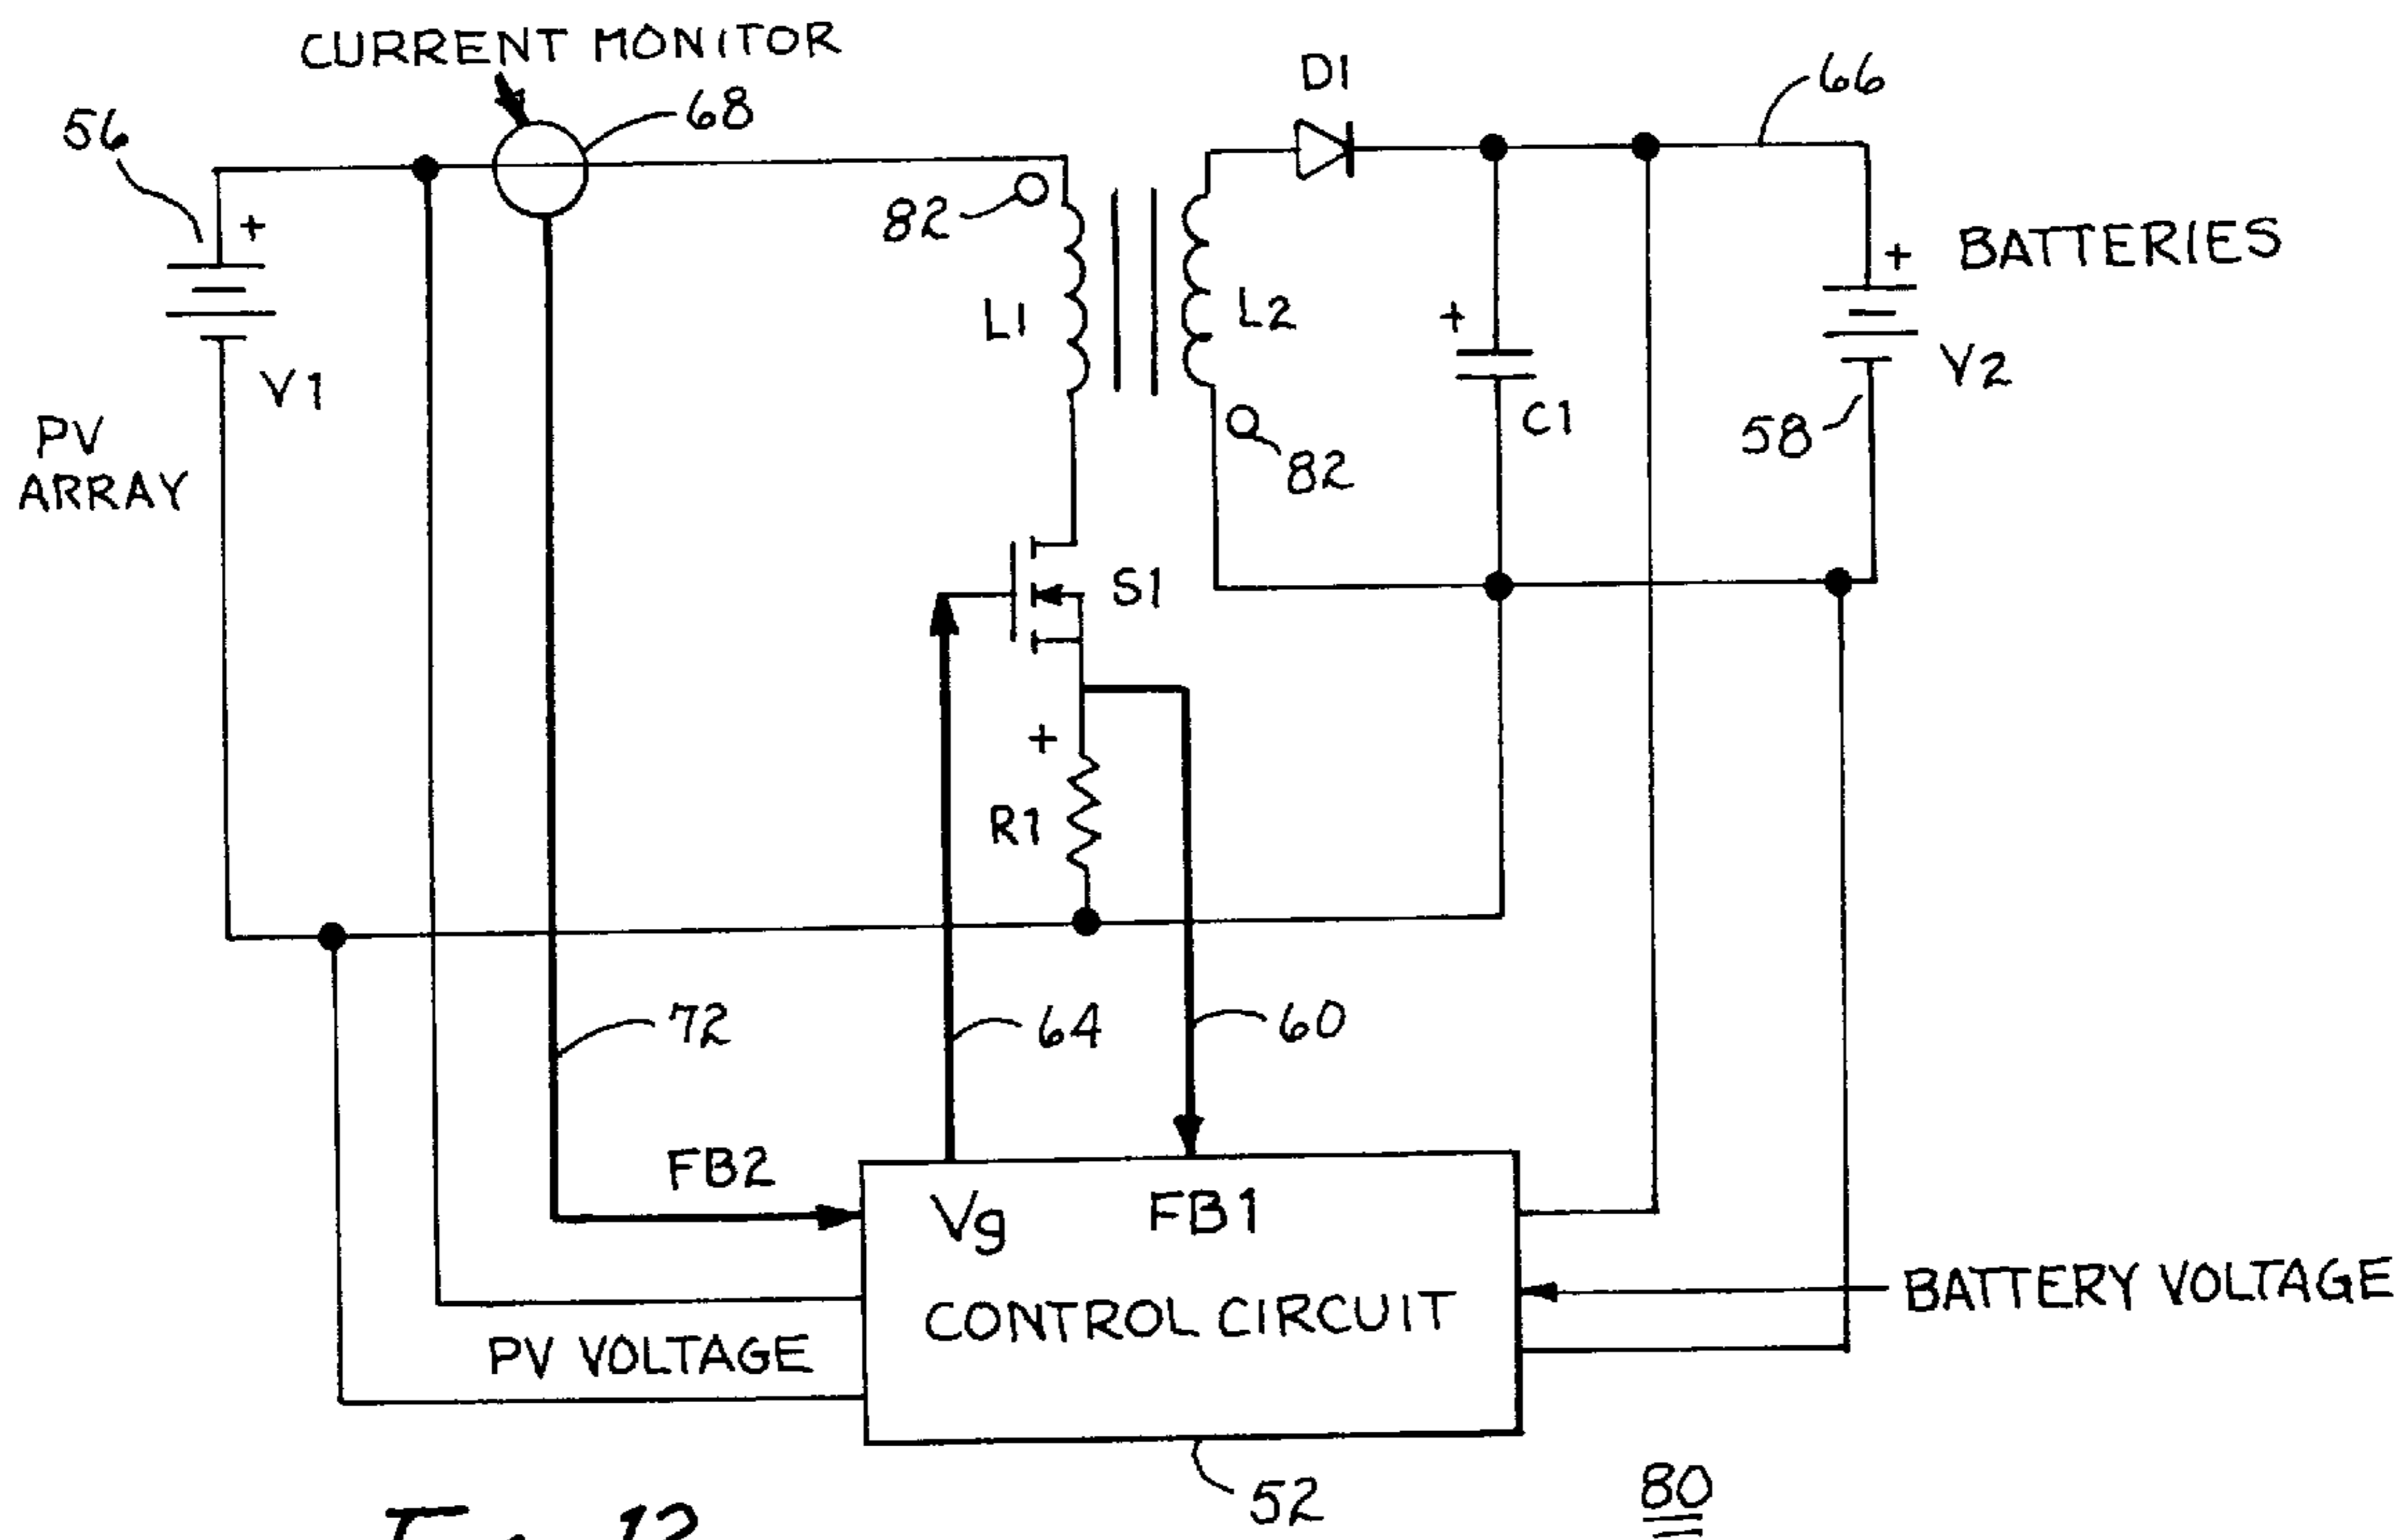 CURRENT MONITOR
68
56
+
PV
ARRAY
V1
82
L1
L2
82
D1
66
+
C1
BATTERIES
+
V2
58
S1
+
R1
72
64
60
FB2
Vg
FB1
CONTROL CIRCUIT
PV VOLTAGE
BATTERY VOLTAGE
52
80